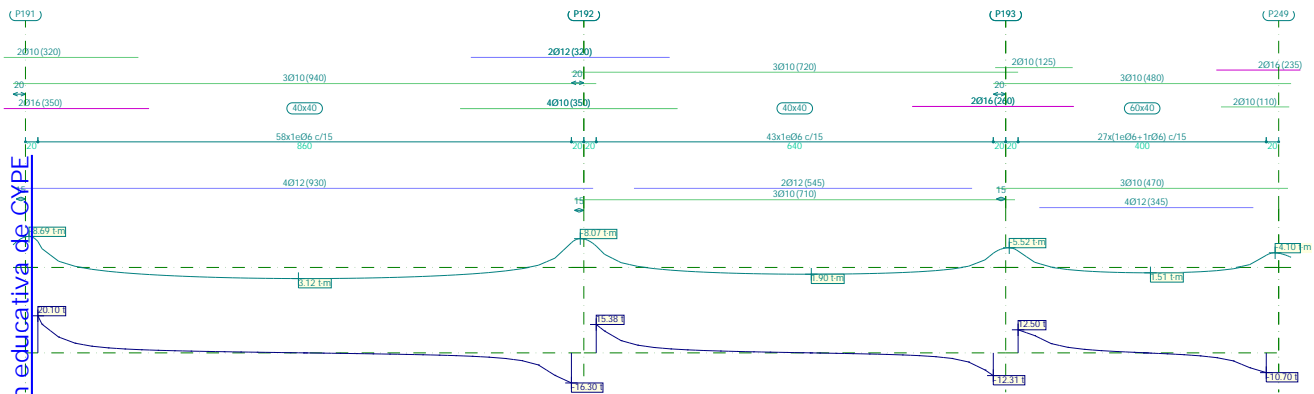 P191 P192 P193 P249
2Ø10(320) 2Ø12(320) 2Ø10(125) 2Ø16(235)
3Ø10(940) 20 3Ø10(720) 3Ø10(480)
20 20
2Ø16(350) 40x40 4Ø10(350) 40x40 2Ø16(260) 60x40 2Ø10(110)
58x1eØ6 c/15 43x1eØ6 c/15 27x(1eØ6+1rØ6) c/15
20 860 20 20 640 20 20 400 20
4Ø12(930) 2Ø12(545) 3Ø10(470)
15 3Ø10(710) 15
15 4Ø12(345)
-8.69 t·m -8.07 t·m -5.52 t·m -4.10 t·m
3.12 t·m 1.90 t·m 1.51 t·m
20.10 t 15.38 t 12.50 t
-16.30 t -12.31 t -10.70 t
educativa de CYPE